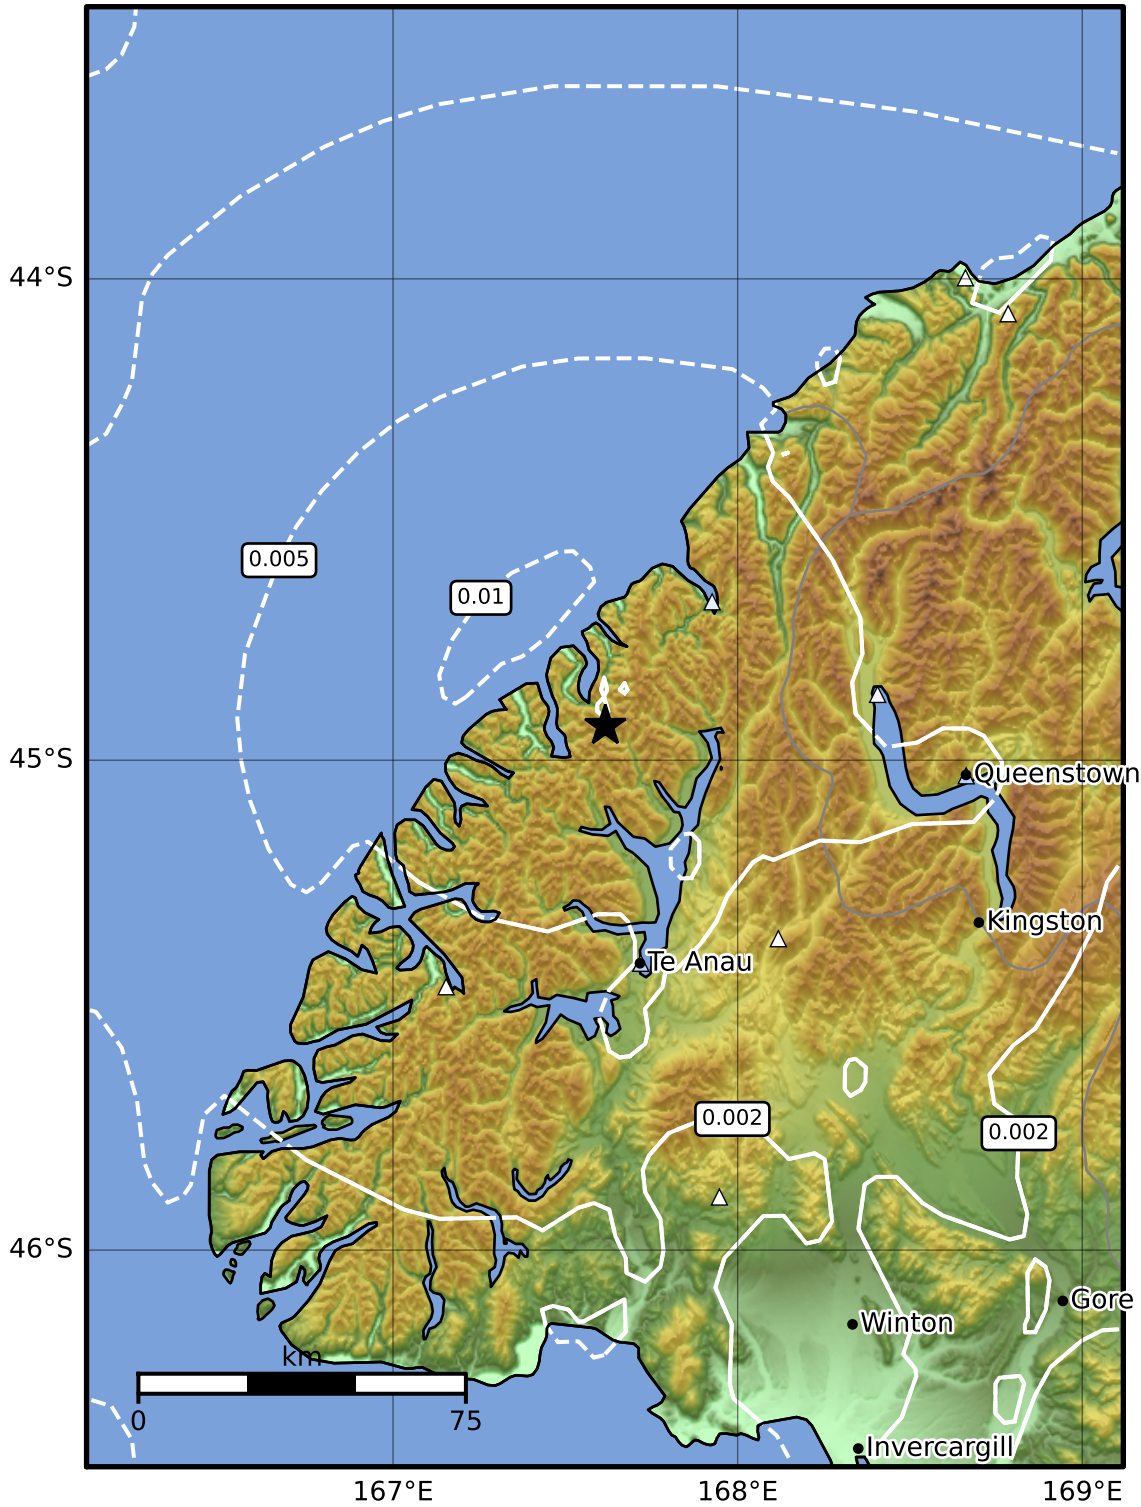 44°S
0.005
0.01
45°S
Queenstown
Kingston
Te Anau
0.002
0.002
46°S
Gore
Winton
km
0 75
Invercargill
167°E 168°E 169°E